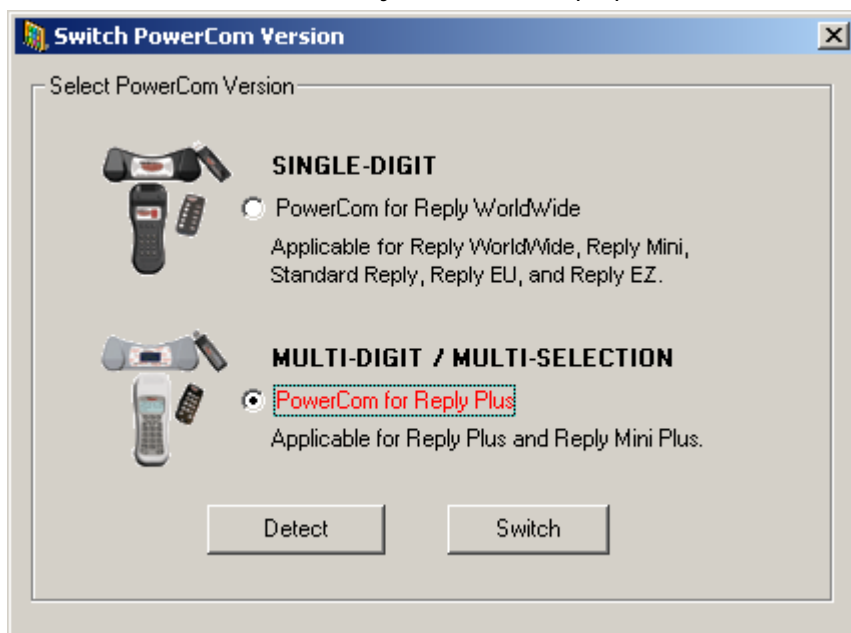 Switch PowerCom Version
Select PowerCom Version
SINGLE-DIGIT
PowerCom for Reply WorldWide
Applicable for Reply WorldWide, Reply Mini,
Standard Reply, Reply EU, and Reply EZ.
MULTI-DIGIT / MULTI-SELECTION
PowerCom for Reply Plus
Applicable for Reply Plus and Reply Mini Plus.
Detect
Switch